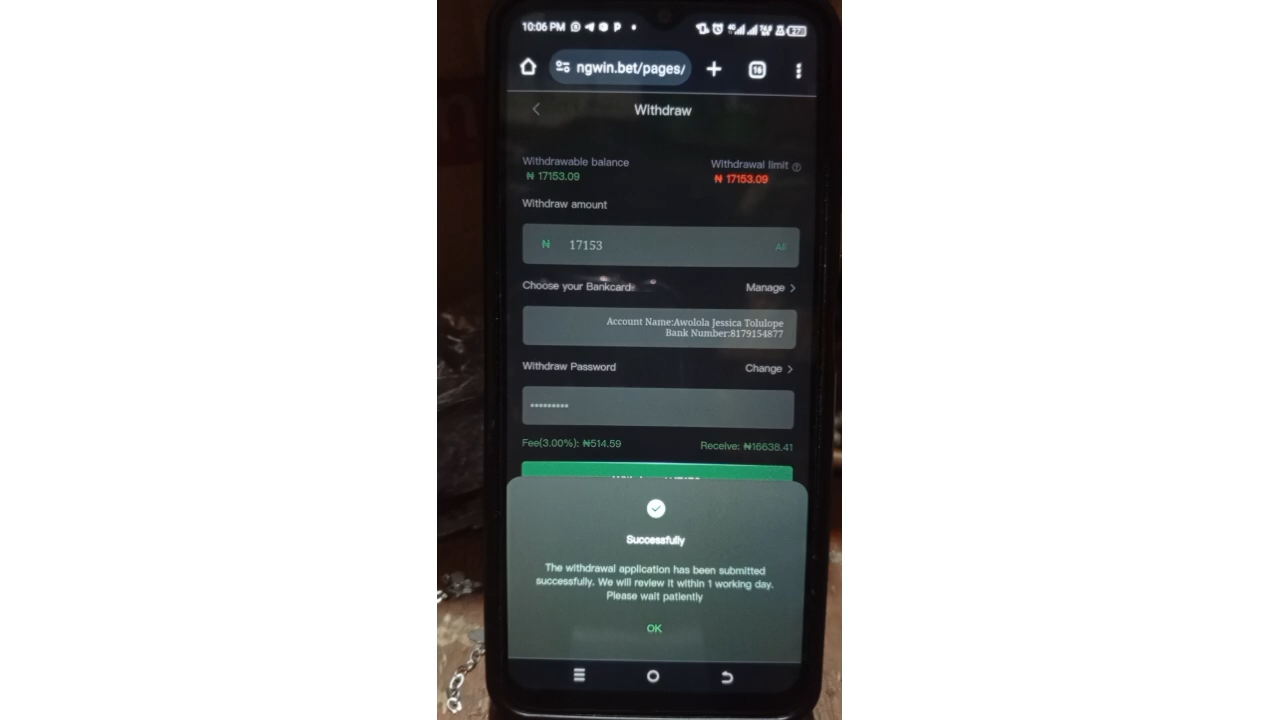 10:06 PM
ngwin.bet/pages/
16
Withdraw
Withdrawable balance
₦ 17153.09
Withdrawal limit
₦ 17153.09
Withdraw amount
₦ 17153 All
Choose your Bankcard Manage >
Account Name:Awolola Jessica Tolulope
Bank Number:8179154877
Withdraw Password Change >
•••••••••
Fee(3.00%): ₦514.59 Receive: ₦16638.41
Successfully
The withdrawal application has been submitted
successfully. We will review it within 1 working day.
Please wait patiently
OK